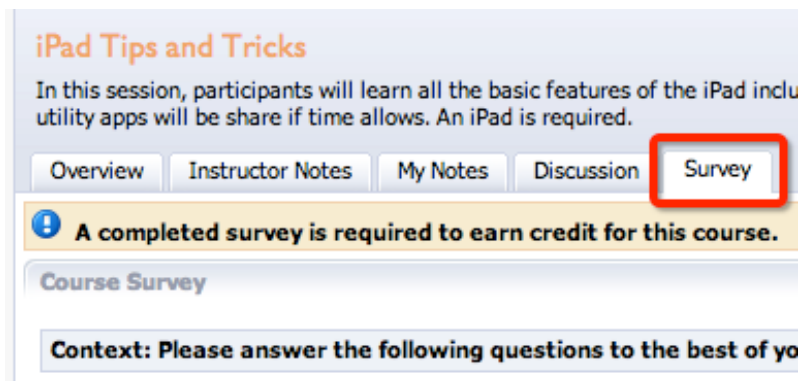 iPad Tips and Tricks
In this session, participants will learn all the basic features of the iPad inclu
utility apps will be share if time allows. An iPad is required.
Overview Instructor Notes My Notes Discussion Survey
A completed survey is required to earn credit for this course.
Course Survey
Context: Please answer the following questions to the best of yo